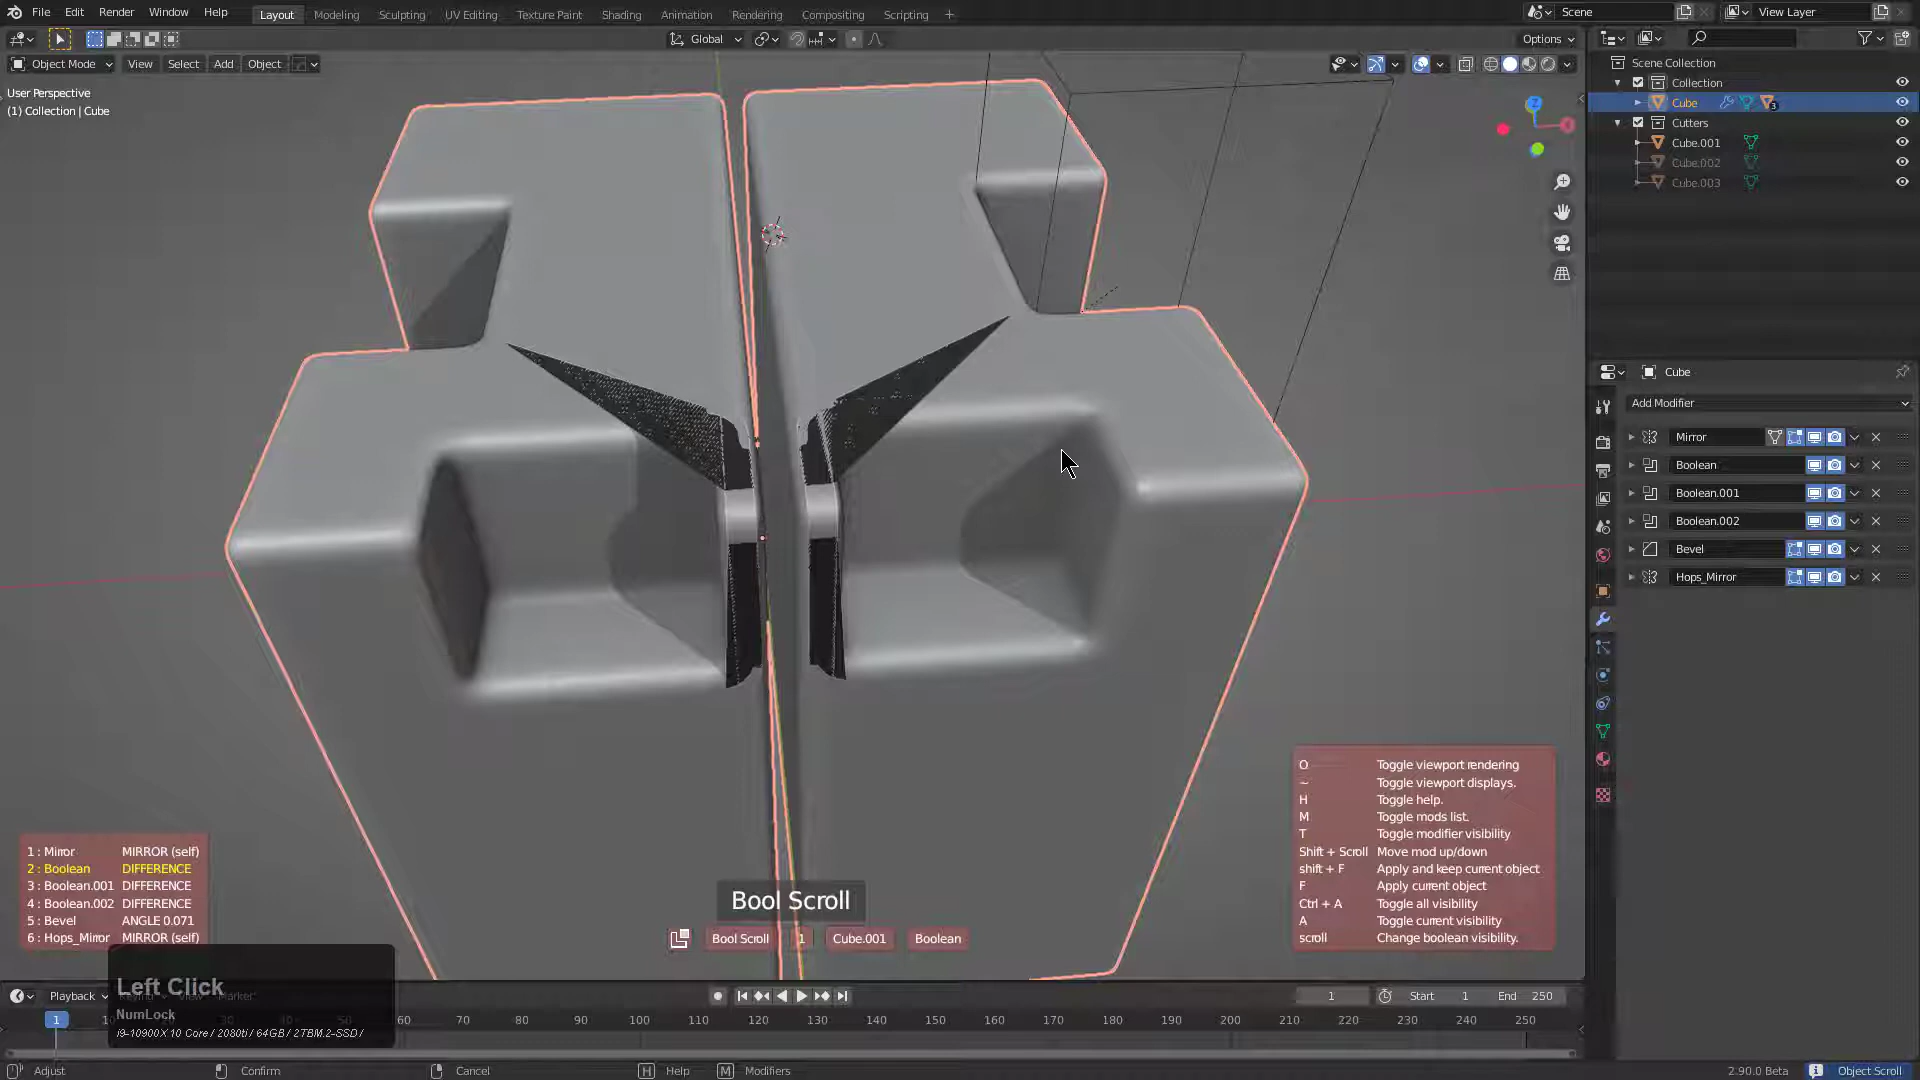 File Edit Render Window Help
Layout Modeling Sculpting UV Editing Texture Paint Shading Animation Rendering Compositing Scripting +
Scene
View Layer
Global
Options
Object Mode View Select Add Object
User Perspective
(1) Collection | Cube
Z
Scene Collection
Collection
Cube
3
Cutters
Cube.001
Cube.002
Cube.003
Cube
Add Modifier
Mirror
Boolean
Boolean.001
Boolean.002
Bevel
Hops_Mirror
O Toggle viewport rendering
~ Toggle viewport displays.
H Toggle help.
M Toggle mods list.
T Toggle modifier visibility
Shift + Scroll Move mod up/down
shift + F Apply and keep current object
F Apply current object
Ctrl + A Toggle all visibility
A Toggle current visibility
scroll Change boolean visibility.
1 : Mirror MIRROR (self)
2 : Boolean DIFFERENCE
3 : Boolean.001 DIFFERENCE
4 : Boolean.002 DIFFERENCE
5 : Bevel ANGLE 0.071
6 : Hops_Mirror MIRROR (self)
Bool Scroll
Bool Scroll 1 Cube.001 Boolean
Left Click
NumLock
i9-10900X 10 Core / 2080ti / 64GB / 2TBM.2-SSD /
Playback Keying View Marker
1 Start 1 End 250
1 60 70 80 90 100 110 120 130 140 150 160 170 180 190 200 210 220 230 240 250
Adjust Confirm Cancel H Help M Modifiers
2.90.0 Beta Object Scroll